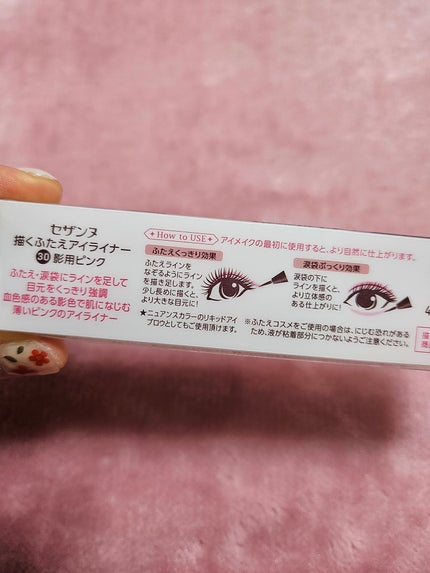 セザンヌ
描くふたえアイライナー
30 影用ピンク
ふたえ・涙袋にラインを足して
目元をくっきり強調
血色感のある影色で肌になじむ
薄いピンクのアイライナー
How to USE アイメイクの最初に使用すると、より自然に仕上がります。
ふたえくっきり効果
ふたえラインを
なぞるようにライン
を描き足します。
少し長めに描くと、
より大きな目元に!
★ニュアンスカラーのリキッドアイ
ブロウとしてもご使用頂けます。
涙袋ぷっくり効果
涙袋の下に
ラインを描くと、
より立体感の
ある仕上がりに!
※ふたえコスメをご使用の場合は、にじむ恐れがある
ため、液が粘着部分につかないようご注意ください。
4